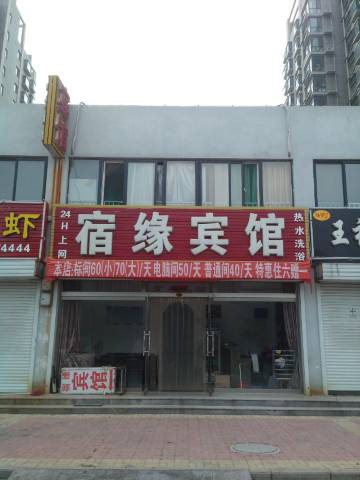 虾
4444
24H上网
宿缘宾馆
热水洗浴
王
本店:标间60(小)70(大)/天 电脑间50/天 普通间40/天 特惠住六赠一
宾馆